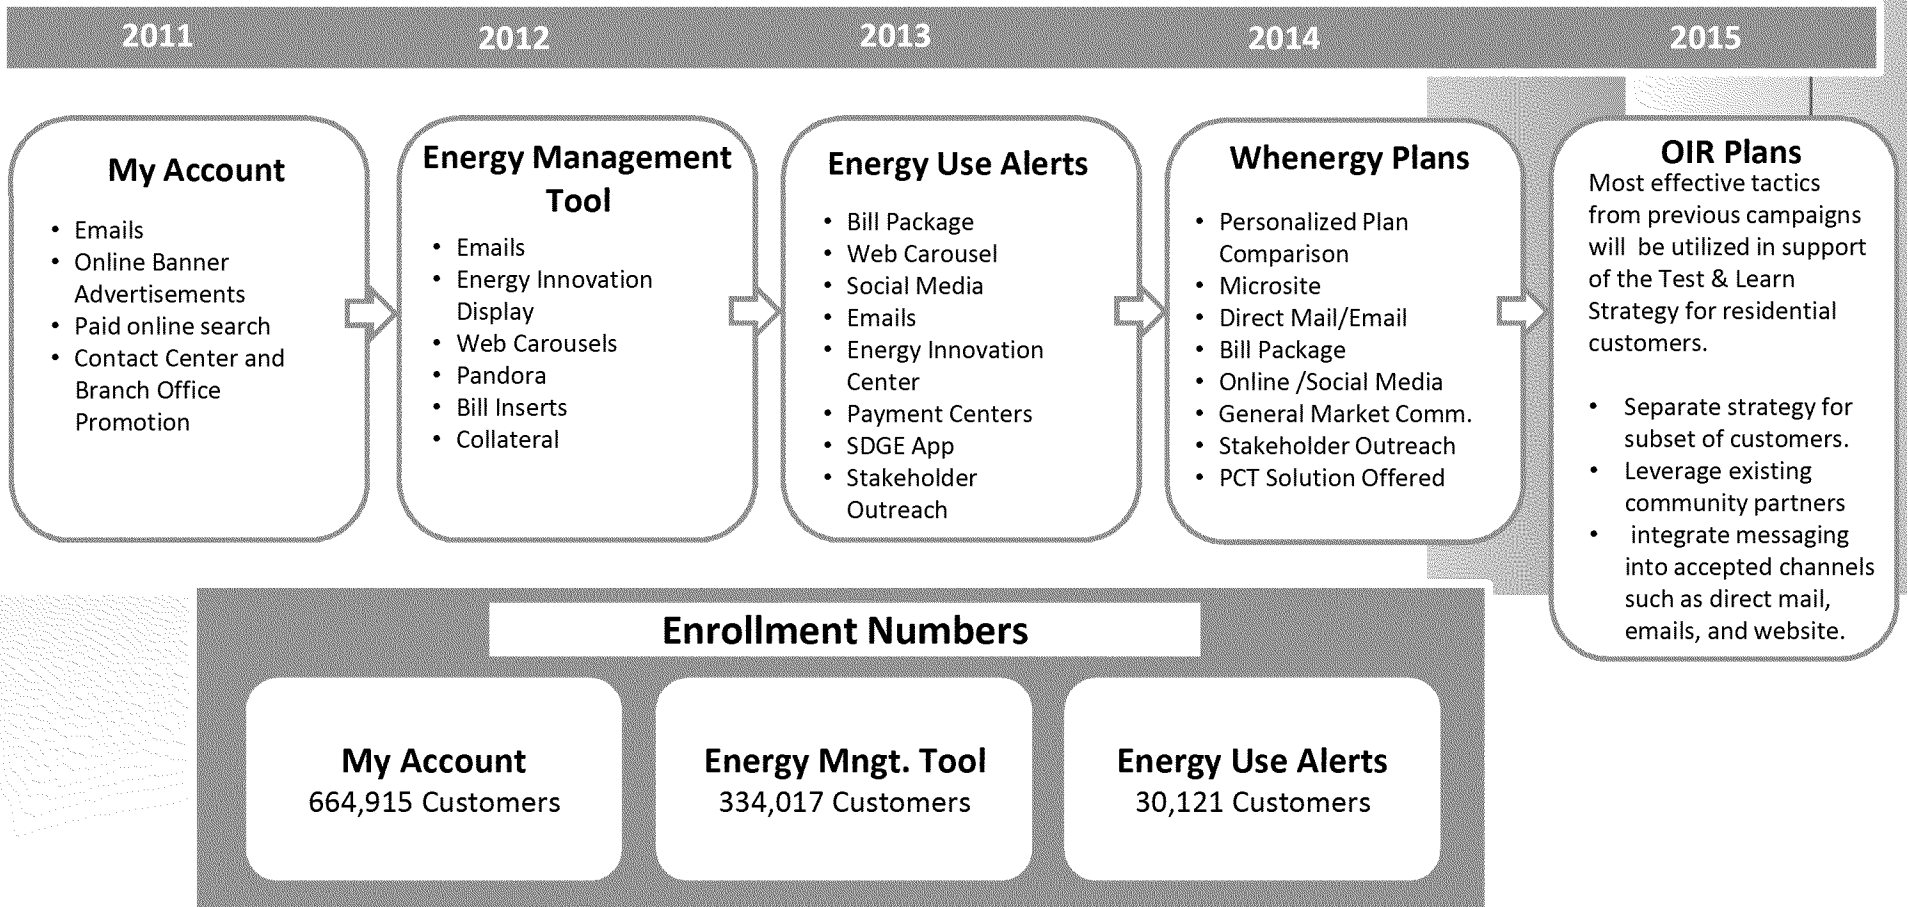 2011
2012
2013
2014
2015
My Account
• Emails
• Online Banner
Advertisements
• Paid online search
• Contact Center and
Branch Office
Promotion
Energy Management
Tool
• Emails
• Energy Innovation
Display
• Web Carousels
• Pandora
• Bill Inserts
• Collateral
Energy Use Alerts
• Bill Package
• Web Carousel
• Social Media
• Emails
• Energy Innovation
Center
• Payment Centers
• SDGE App
• Stakeholder
Outreach
Whenergy Plans
• Personalized Plan
Comparison
• Microsite
• Direct Mail/Email
• Bill Package
• Online /Social Media
• General Market Comm.
• Stakeholder Outreach
• PCT Solution Offered
OIR Plans
Most effective tactics
from previous campaigns
will be utilized in support
of the Test & Learn
Strategy for residential
customers.
• Separate strategy for
subset of customers.
• Leverage existing
community partners
• integrate messaging
into accepted channels
such as direct mail,
emails, and website.
Enrollment Numbers
My Account
664,915 Customers
Energy Mngt. Tool
334,017 Customers
Energy Use Alerts
30,121 Customers